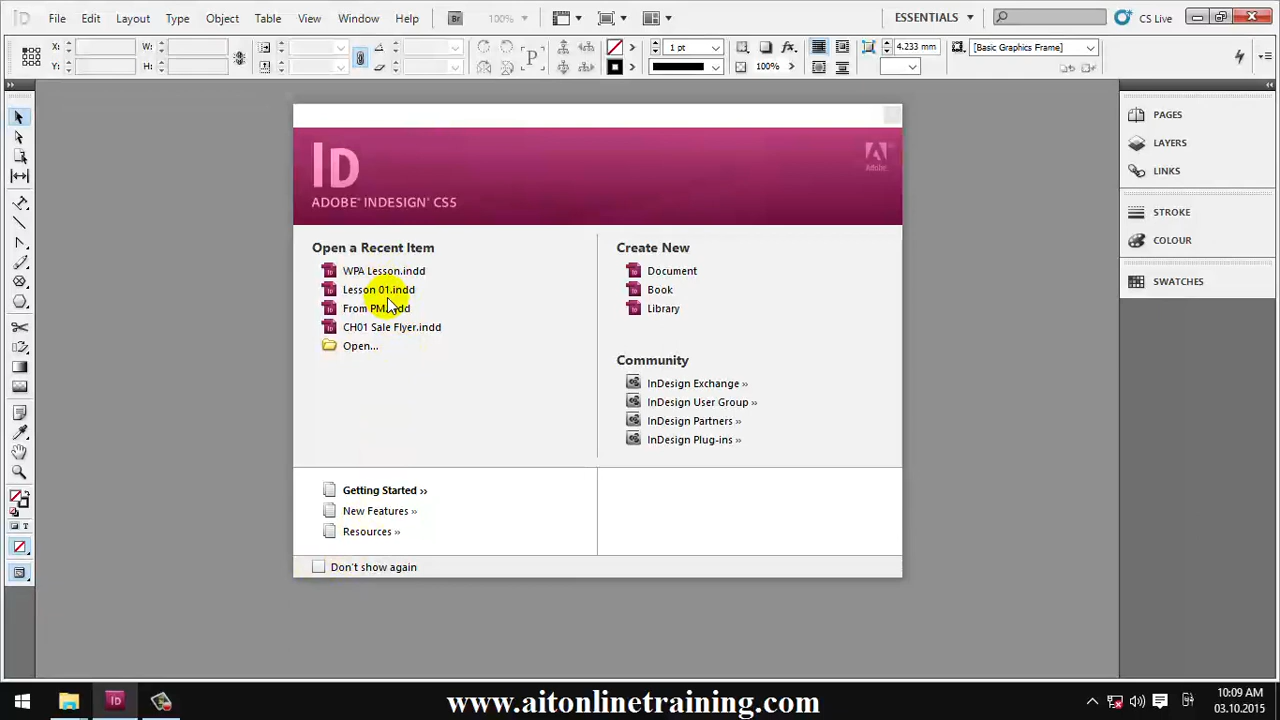 Id File Edit Layout Type Object Table View Window Help Br 100% ESSENTIALS CS Live
X: W: 1 pt fx 4.233 mm [Basic Graphics Frame]
Y: H: P 100%
ID
ADOBE® INDESIGN® CS5
Adobe
Open a Recent Item
WPA Lesson.indd
Lesson 01.indd
CH01 Sale Flyer.indd
Open...
Create New
Document
Book
Library
Community
InDesign Exchange »
InDesign User Group »
InDesign Partners »
InDesign Plug-ins »
Getting Started »
New Features »
Resources »
Don't show again
PAGES
LAYERS
LINKS
STROKE
COLOUR
SWATCHES
www.aitonlinetraining.com
10:09 AM
03.10.2015